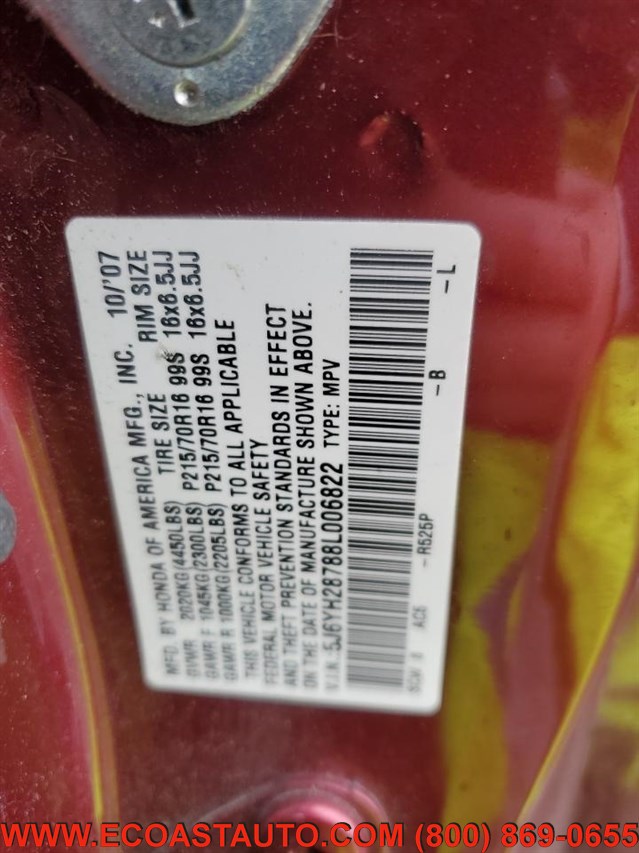 MFD. BY HONDA OF AMERICA MFG., INC. 10/'07
GVWR 2020KG(4450LBS) TIRE SIZE RIM SIZE
GAWR F 1045KG(2300LBS) P215/70R16 99S 16x6.5JJ
GAWR R 1000KG(2205LBS) P215/70R16 99S 16x6.5JJ
THIS VEHICLE CONFORMS TO ALL APPLICABLE
FEDERAL MOTOR VEHICLE SAFETY
AND THEFT PREVENTION STANDARDS IN EFFECT
ON THE DATE OF MANUFACTURE SHOWN ABOVE.
V.I.N. 5J6YH28788L006822 TYPE: MPV
-R525P -B -L
WWW.ECOASTAUTO.COM (800) 869-0655